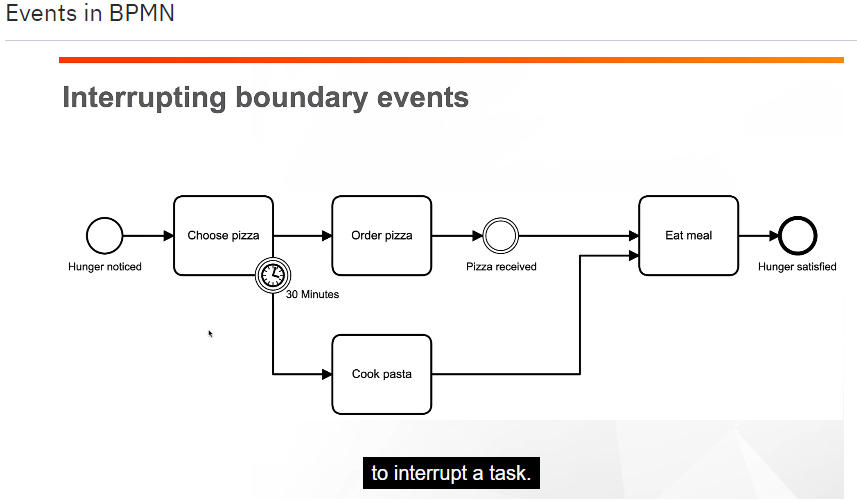 Events in BPMN
Interrupting boundary events
Choose pizza
Order pizza
Eat meal
Hunger noticed
Pizza received
Hunger satisfied
30 Minutes
Cook pasta
to interrupt a task.